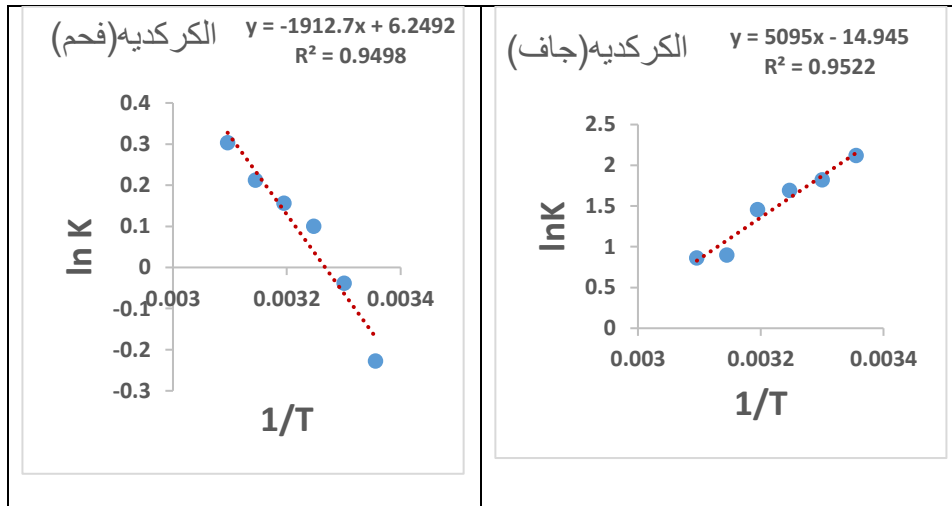 الكركديه(فحم)
y = -1912.7x + 6.2492
R² = 0.9498
0.4
0.3
0.2
0.1
0
-0.1
-0.2
-0.3
0.003
0.0032
0.0034
ln K
1/T
الكركديه(جاف)
y = 5095x - 14.945
R² = 0.9522
2.5
2
1.5
1
0.5
0
0.003
0.0032
0.0034
lnK
1/T